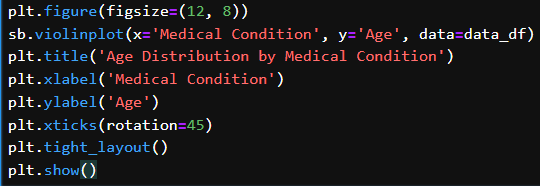 plt.figure(figsize=(12, 8))
sb.violinplot(x='Medical Condition', y='Age', data=data_df)
plt.title('Age Distribution by Medical Condition')
plt.xlabel('Medical Condition')
plt.ylabel('Age')
plt.xticks(rotation=45)
plt.tight_layout()
plt.show()